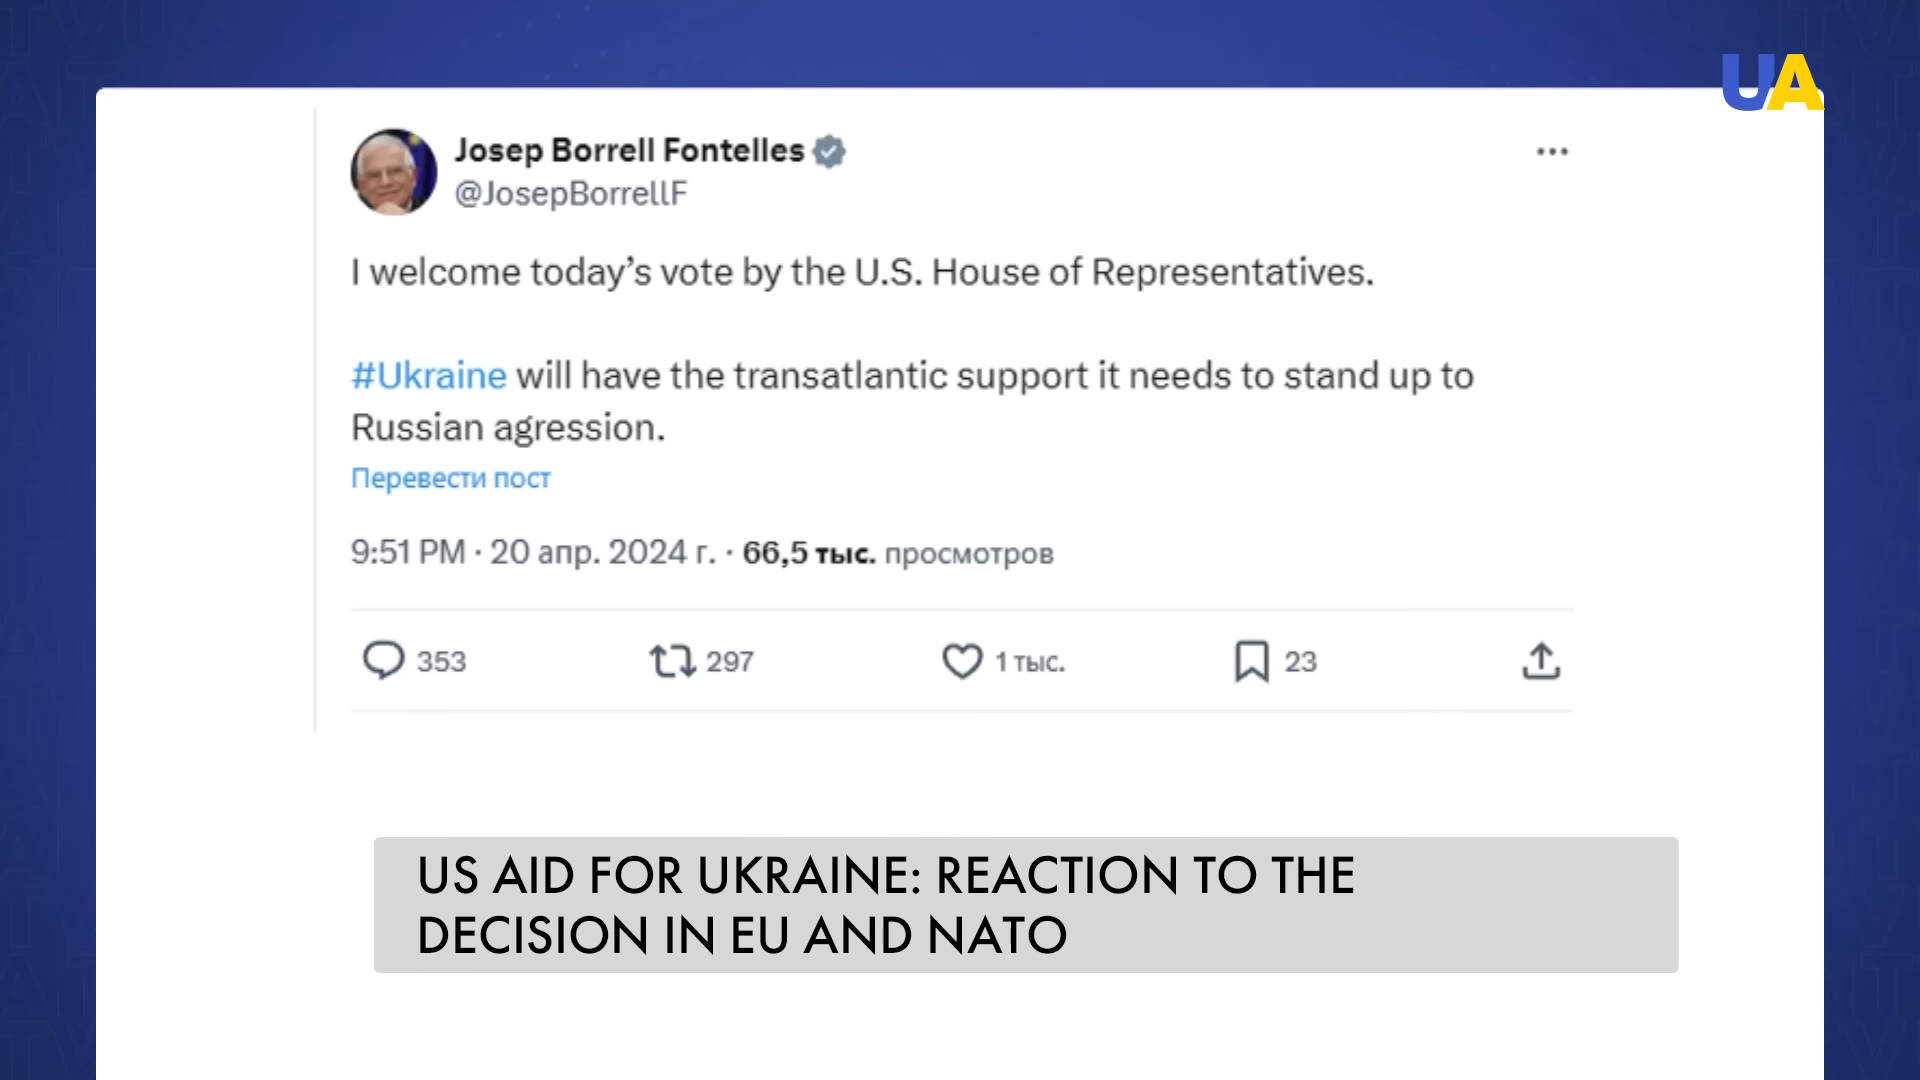 UA
Josep Borrell Fontelles
@JosepBorrellF
I welcome today’s vote by the U.S. House of Representatives.
#Ukraine will have the transatlantic support it needs to stand up to
Russian agression.
Перевести пост
9:51 PM · 20 апр. 2024 г. · 66,5 тыс. просмотров
353 297 1 тыс. 23
US AID FOR UKRAINE: REACTION TO THE
DECISION IN EU AND NATO